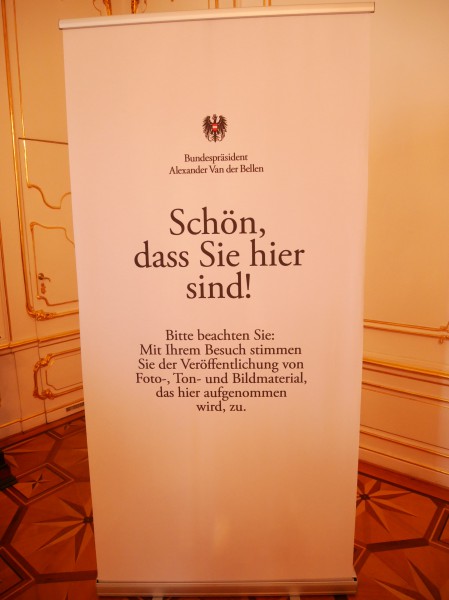 Bundespräsident
Alexander Van der Bellen
Schön,
dass Sie hier
sind!
Bitte beachten Sie:
Mit Ihrem Besuch stimmen
Sie der Veröffentlichung von
Foto-, Ton- und Bildmaterial,
das hier aufgenommen
wird, zu.